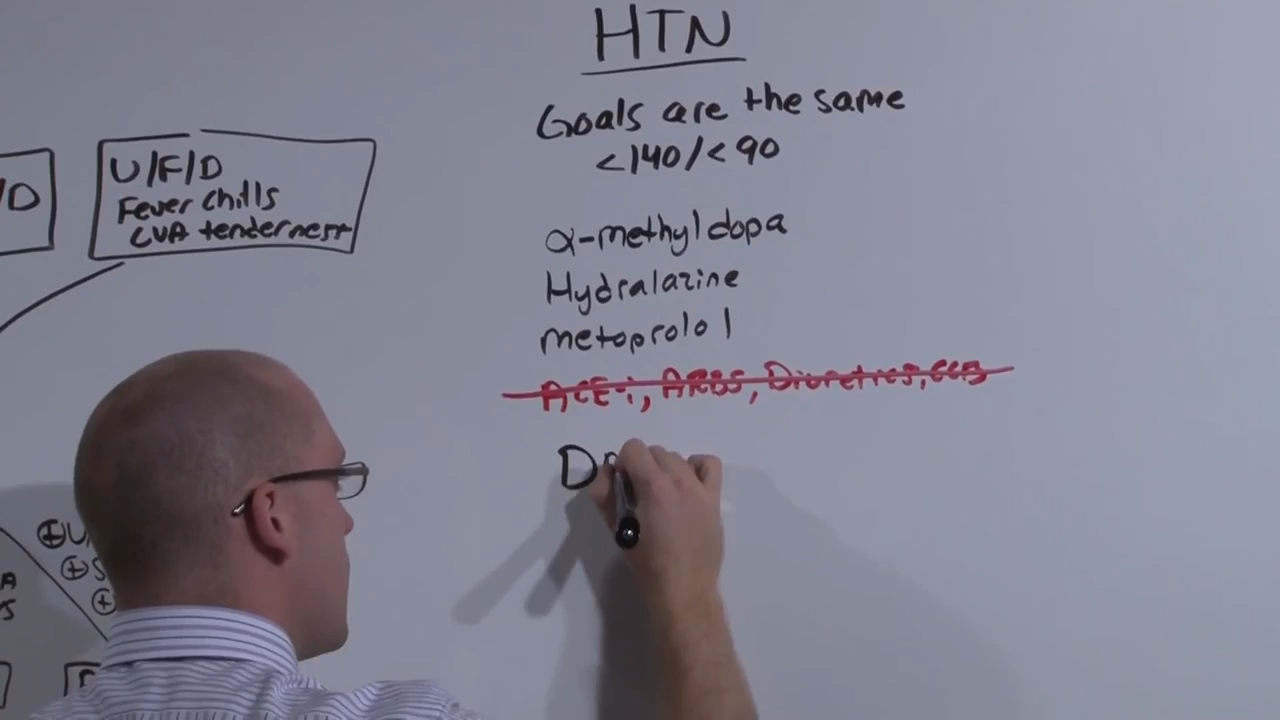 HTN
Goals are the same
<140/<90
/D
U/F/D
Fever chills
CVA tenderness
α-methyldopa
Hydralazine
metoprolol
ACE-i, ARBS, Diuretics, CCB
D
⊕U/
⊕S
⊕
A